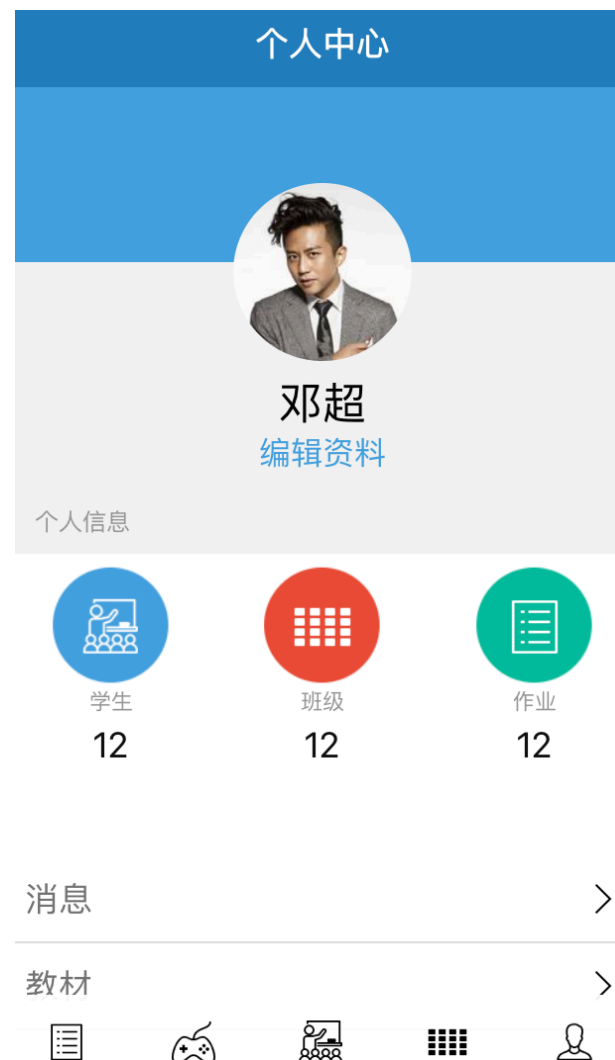 个人中心
邓超
编辑资料
个人信息
学生 班级 作业
12 12 12
消息
教材